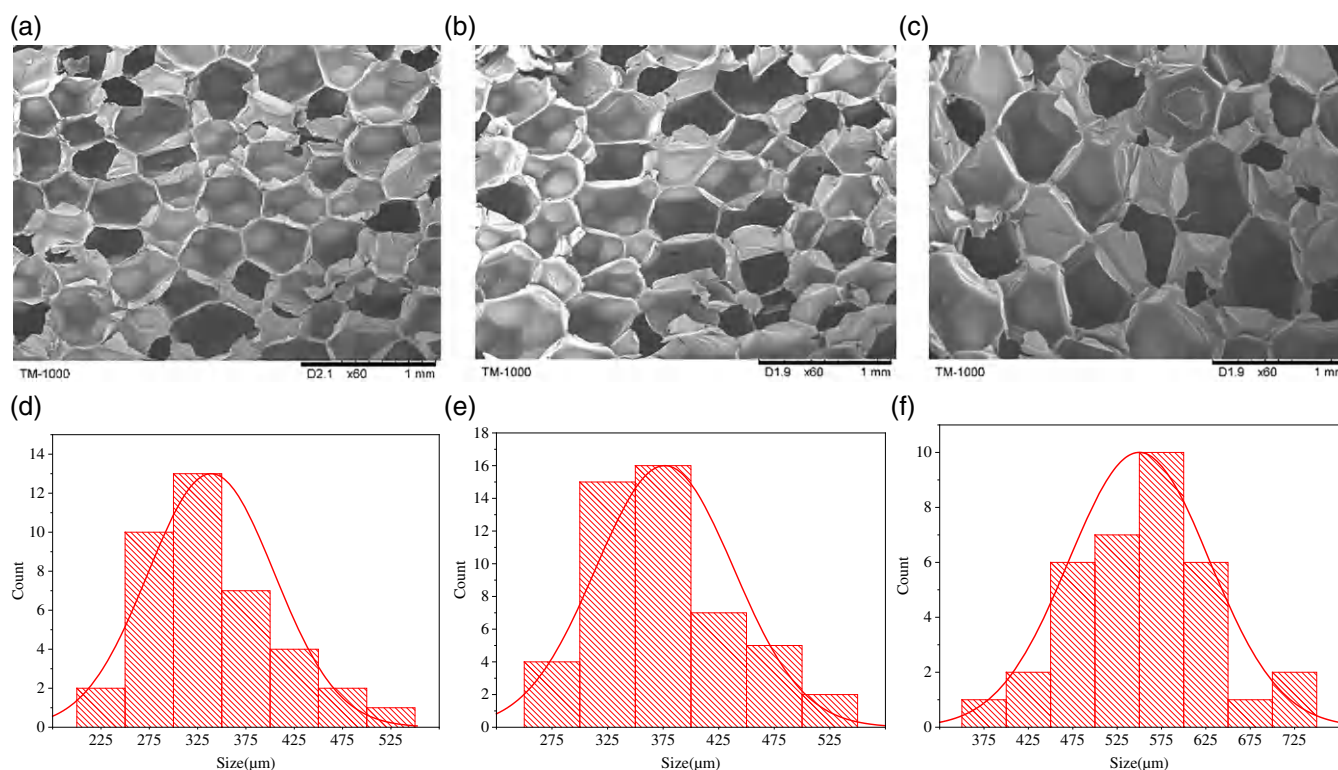 (a)
(b)
(c)
TM-1000 D2.1 x60 1 mm
TM-1000 D1.9 x60 1 mm
TM-1000 D1.9 x60 1 mm
(d)
(e)
(f)
14
12
10
8
6
4
2
0
Count
225 275 325 375 425 475 525
Size(μm)
18
16
14
12
10
8
6
4
2
0
Count
275 325 375 425 475 525
Size(μm)
10
8
6
4
2
0
Count
375 425 475 525 575 625 675 725
Size(μm)